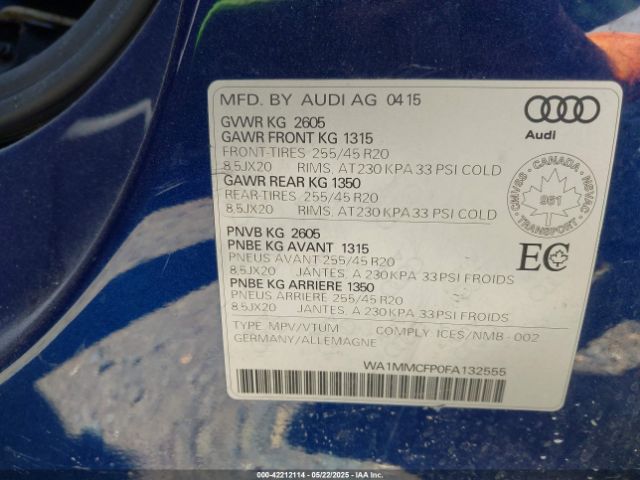 MFD. BY AUDI AG 04 15
Audi
GVWR KG 2605
GAWR FRONT KG 1315
FRONT-TIRES 255/45 R20
8.5JX20 RIMS, AT 230 KPA 33 PSI COLD
GAWR REAR KG 1350
REAR-TIRES 255/45 R20
8.5JX20 RIMS, AT 230 KPA 33 PSI COLD
CMVSS - CANADA - NSVAC
961
TRANSPORT
PNVB KG 2605
PNBE KG AVANT 1315
PNEUS AVANT 255/45 R20
8.5JX20 JANTES, A 230 KPA 33 PSI FROIDS
PNBE KG ARRIERE 1350
PNEUS ARRIERE 255/45 R20
8.5JX20 JANTES, A 230 KPA 33 PSI FROIDS
EC
TYPE: MPV/VTUM COMPLY: ICES/NMB - 002
GERMANY/ALLEMAGNE
WA1MMCFP0FA132555
000-42212114 - 05/22/2025 - IAAI.CA